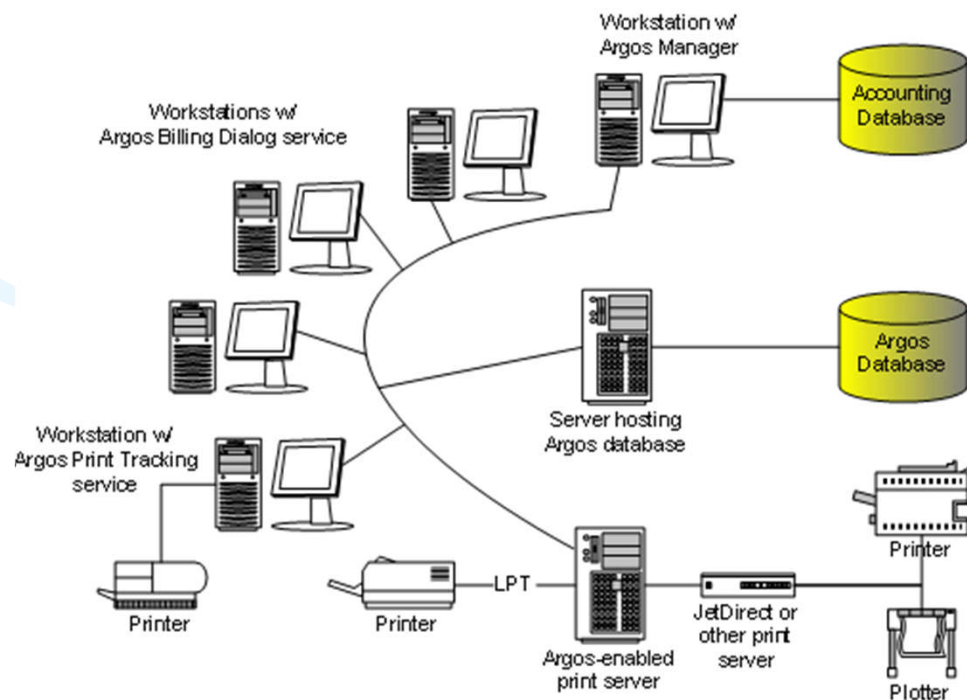 Workstation w/
Argos Manager
Accounting
Database
Workstations w/
Argos Billing Dialog service
Argos
Database
Server hosting
Argos database
Workstation w/
Argos Print Tracking
service
Printer
Printer
LPT
Argos-enabled
print server
JetDirect or
other print
server
Printer
Plotter